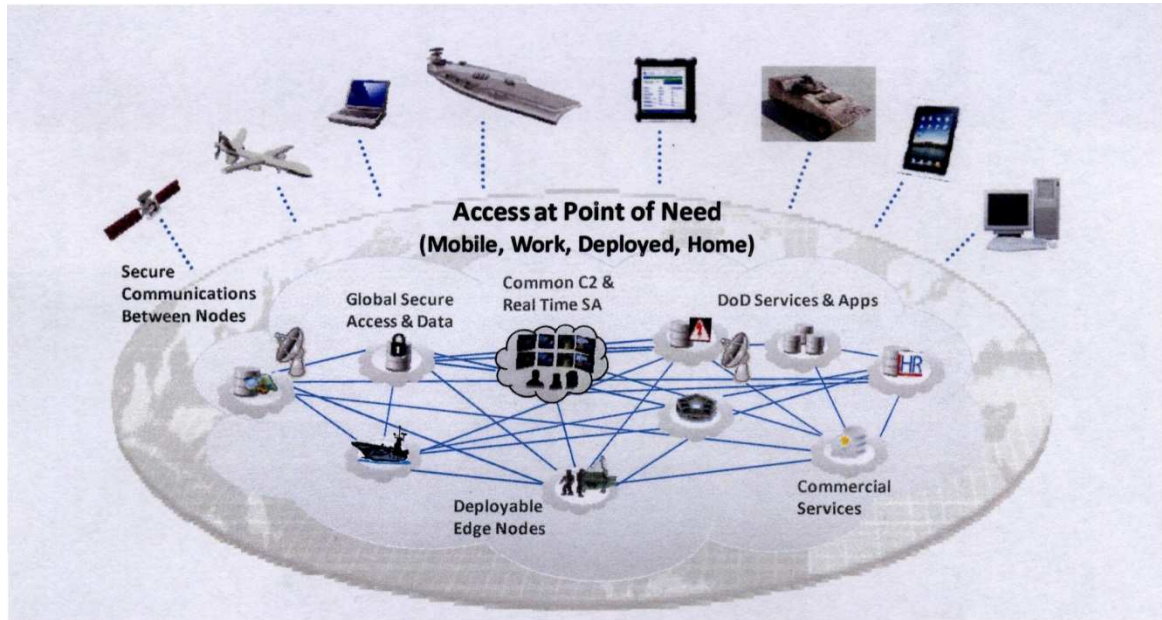 Access at Point of Need
(Mobile, Work, Deployed, Home)
Secure
Communications
Between Nodes
Global Secure
Access & Data
Common C2 &
Real Time SA
DoD Services & Apps
HR
Deployable
Edge Nodes
Commercial
Services